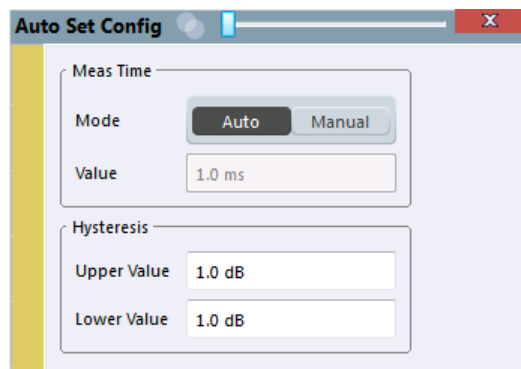 Auto Set Config
Meas Time
Mode Auto Manual
Value 1.0 ms
Hysteresis
Upper Value 1.0 dB
Lower Value 1.0 dB